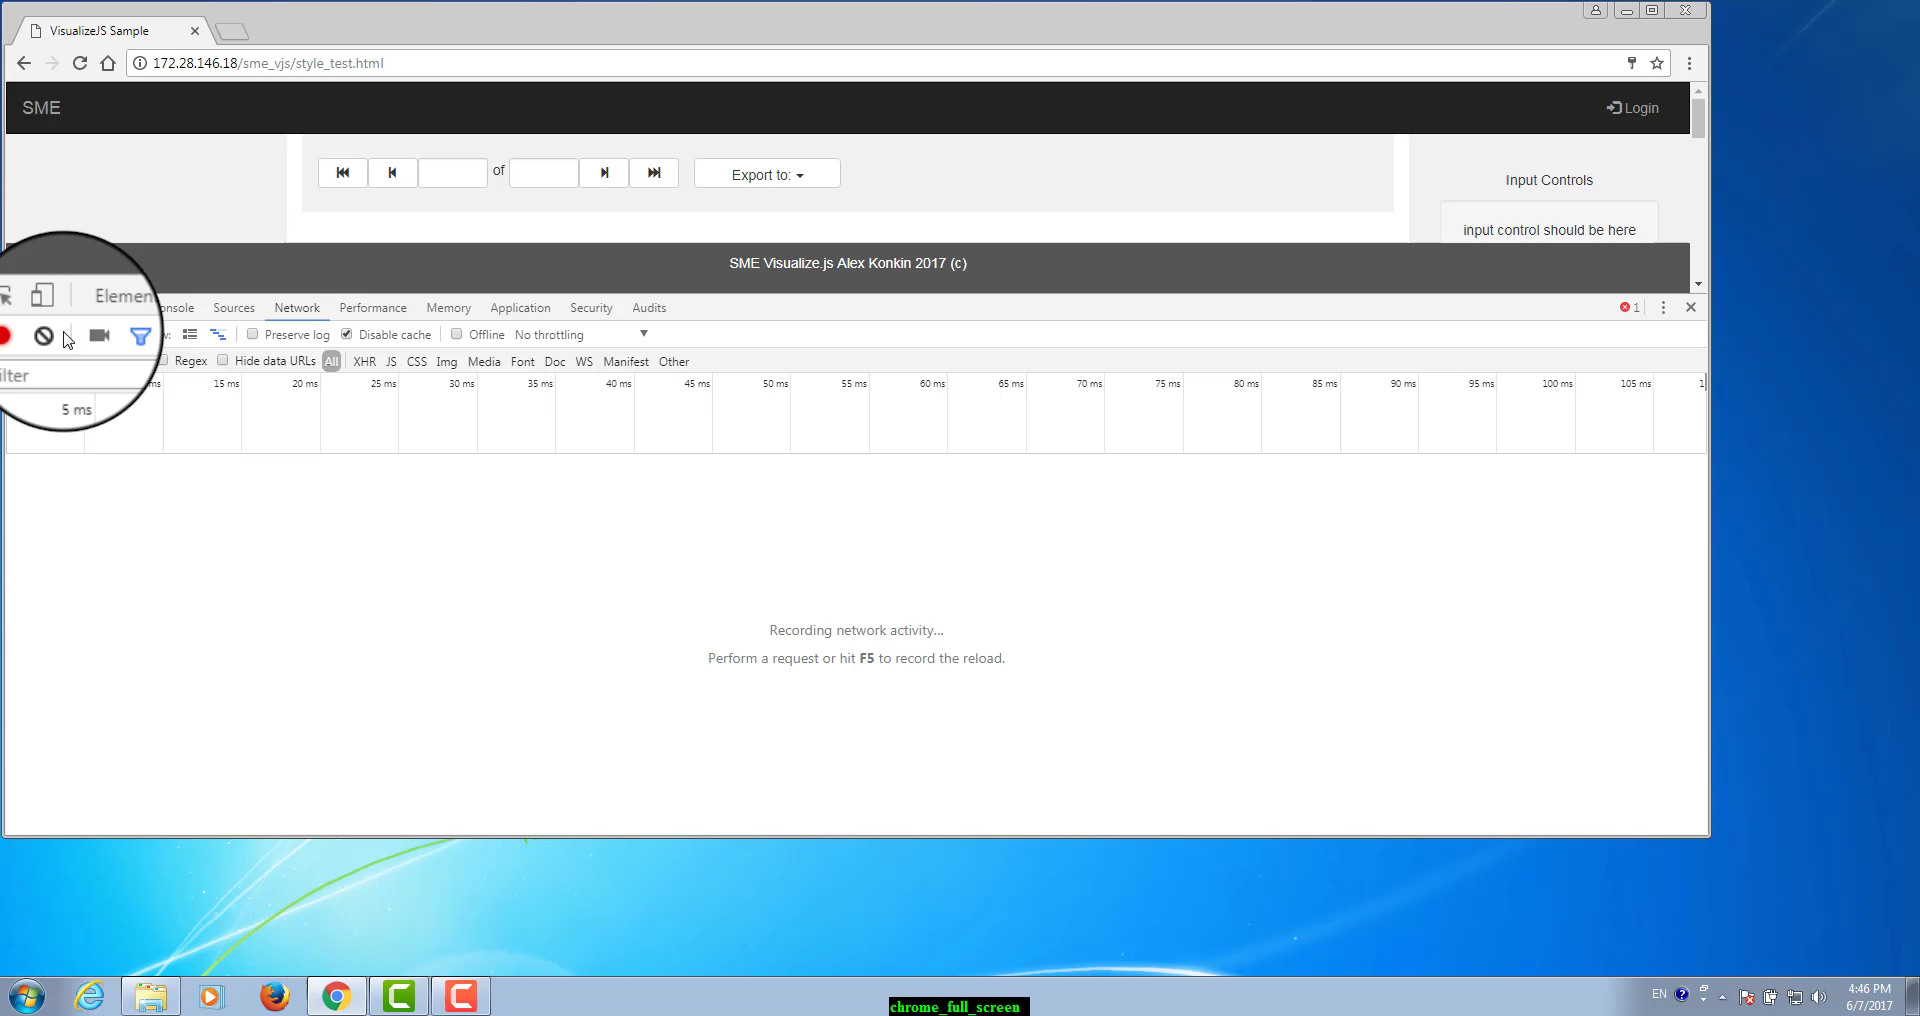 VisualizeJS Sample
172.28.146.18/sme_vjs/style_test.html
SME
Login
of
Export to:
Input Controls
input control should be here
SME Visualize.js Alex Konkin 2017 (c)
Elemen
onsole Sources Network Performance Memory Application Security Audits
1
Preserve log Disable cache Offline No throttling
ilter
Regex Hide data URLs All XHR JS CSS Img Media Font Doc WS Manifest Other
5 ms
ms 15 ms 20 ms 25 ms 30 ms 35 ms 40 ms 45 ms 50 ms 55 ms 60 ms 65 ms 70 ms 75 ms 80 ms 85 ms 90 ms 95 ms 100 ms 105 ms 1
Recording network activity...
Perform a request or hit F5 to record the reload.
EN
4:46 PM
6/7/2017
chrome_full_screen